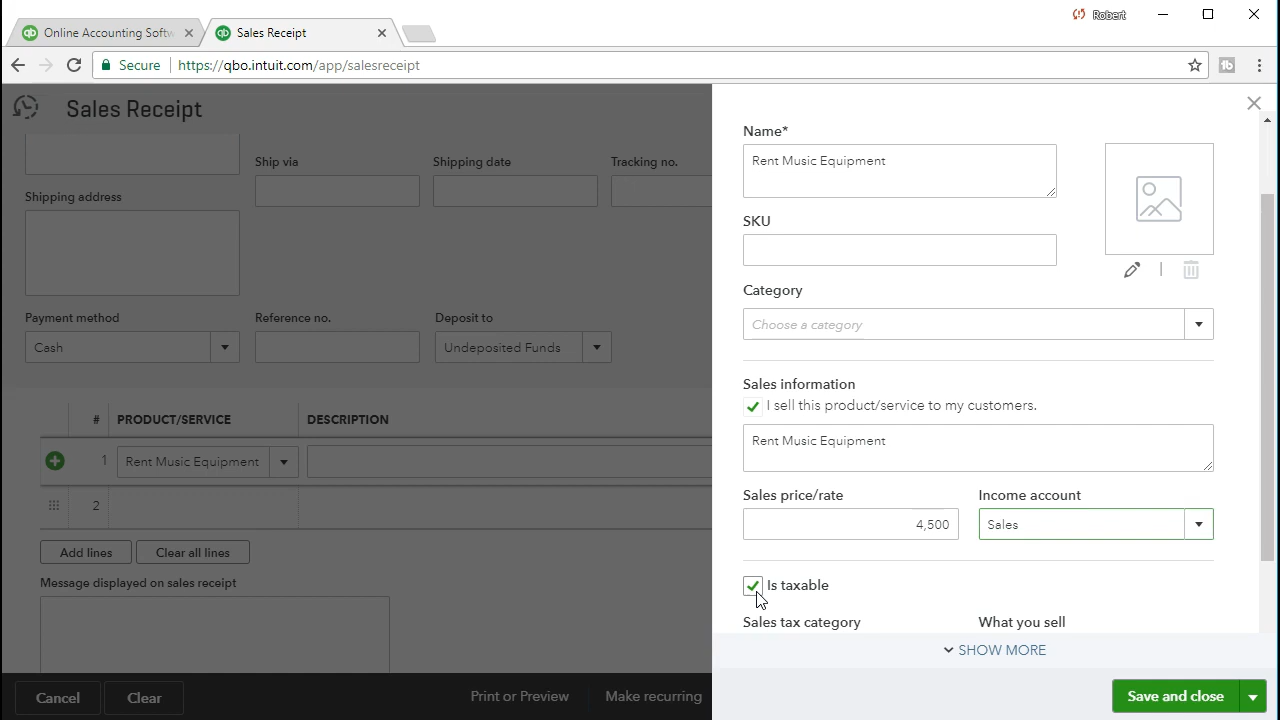 Robert
Online Accounting Softw
Sales Receipt
Secure
https://qbo.intuit.com/app/salesreceipt
Sales Receipt
Ship via
Shipping date
Tracking no.
Shipping address
Payment method
Reference no.
Deposit to
Cash
Undeposited Funds
# PRODUCT/SERVICE DESCRIPTION
1 Rent Music Equipment
2
Add lines
Clear all lines
Message displayed on sales receipt
Cancel
Clear
Print or Preview
Make recurring
Name*
Rent Music Equipment
SKU
Category
Choose a category
Sales information
I sell this product/service to my customers.
Rent Music Equipment
Sales price/rate
Income account
4,500
Sales
Is taxable
Sales tax category
What you sell
SHOW MORE
Save and close